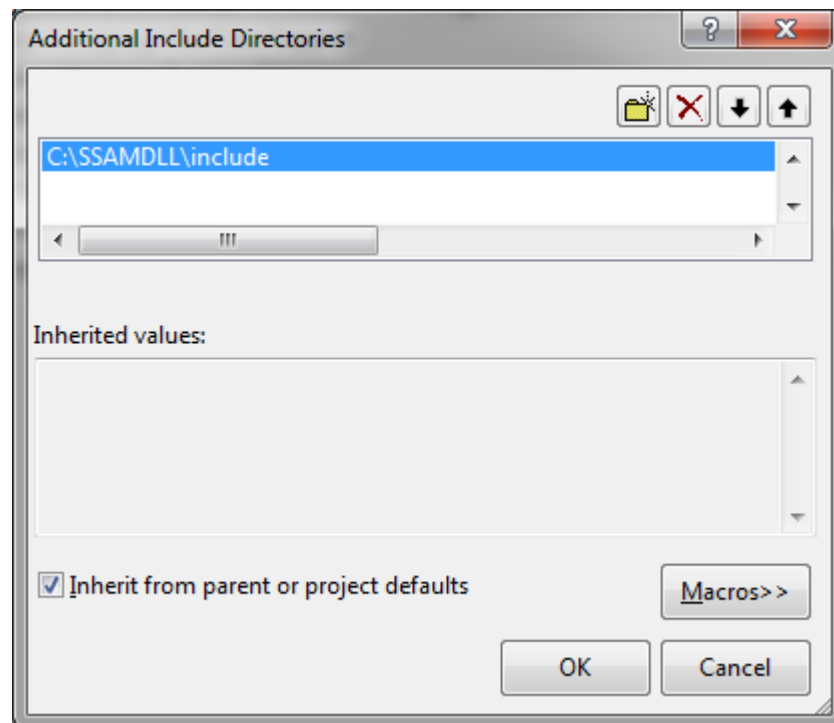 Additional Include Directories
C:\SSAMDLL\include
Inherited values:
Inherit from parent or project defaults
Macros>>
OK
Cancel